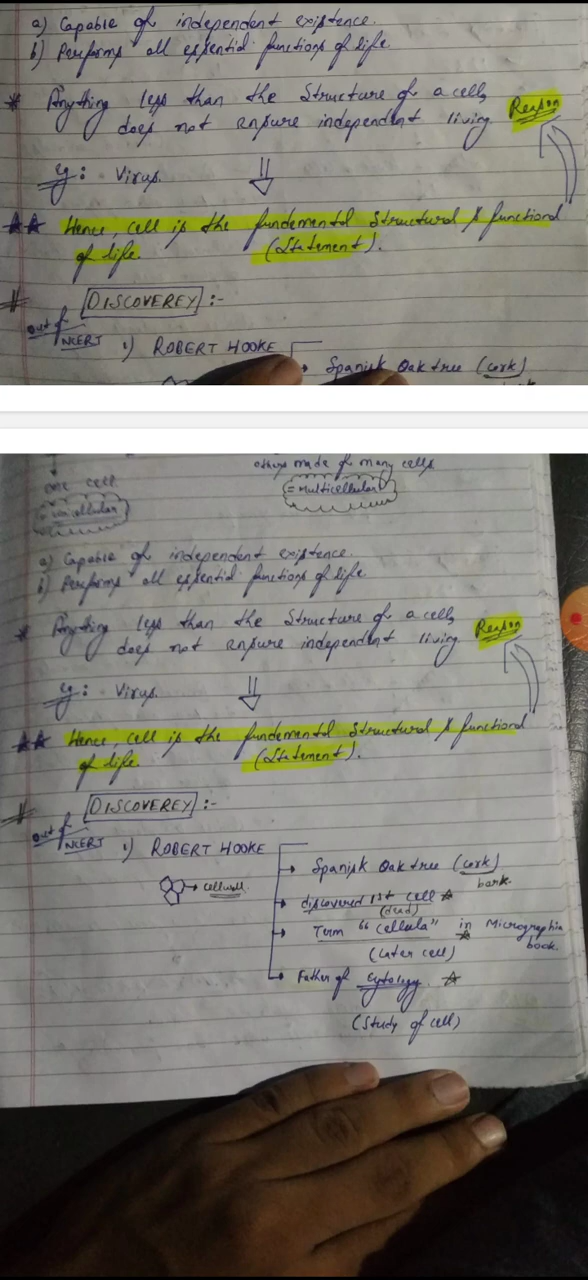 a) Capable of independent existence.
b) Performs all essential functions of life.
* Anything less than the Structure of a cell, Reason
does not ensure independent living
eg: Virus.
** Hence, cell is the fundemental Structural & functional
of life. (Statement).
# DISCOVEREY :-
out of
NCERT 1) ROBERT HOOKE
Spanish Oak tree (cork)
one cell others made of many cells
= unicellular = multicellular
a) Capable of independent existence.
b) Performs all essential functions of life.
* Anything less than the Structure of a cell, Reason
does not ensure independent living
eg: Virus.
** Hence, cell is the fundemental Structural & functional
of life. (Statement).
# DISCOVEREY :-
out of
NCERT 1) ROBERT HOOKE
Spanish Oak tree (cork)
bark.
→ cellwall
discovered 1st cell
(dead)
Term "cellula" in Micrographia
book.
(Later cell)
Father of Cytology.
(Study of cell)